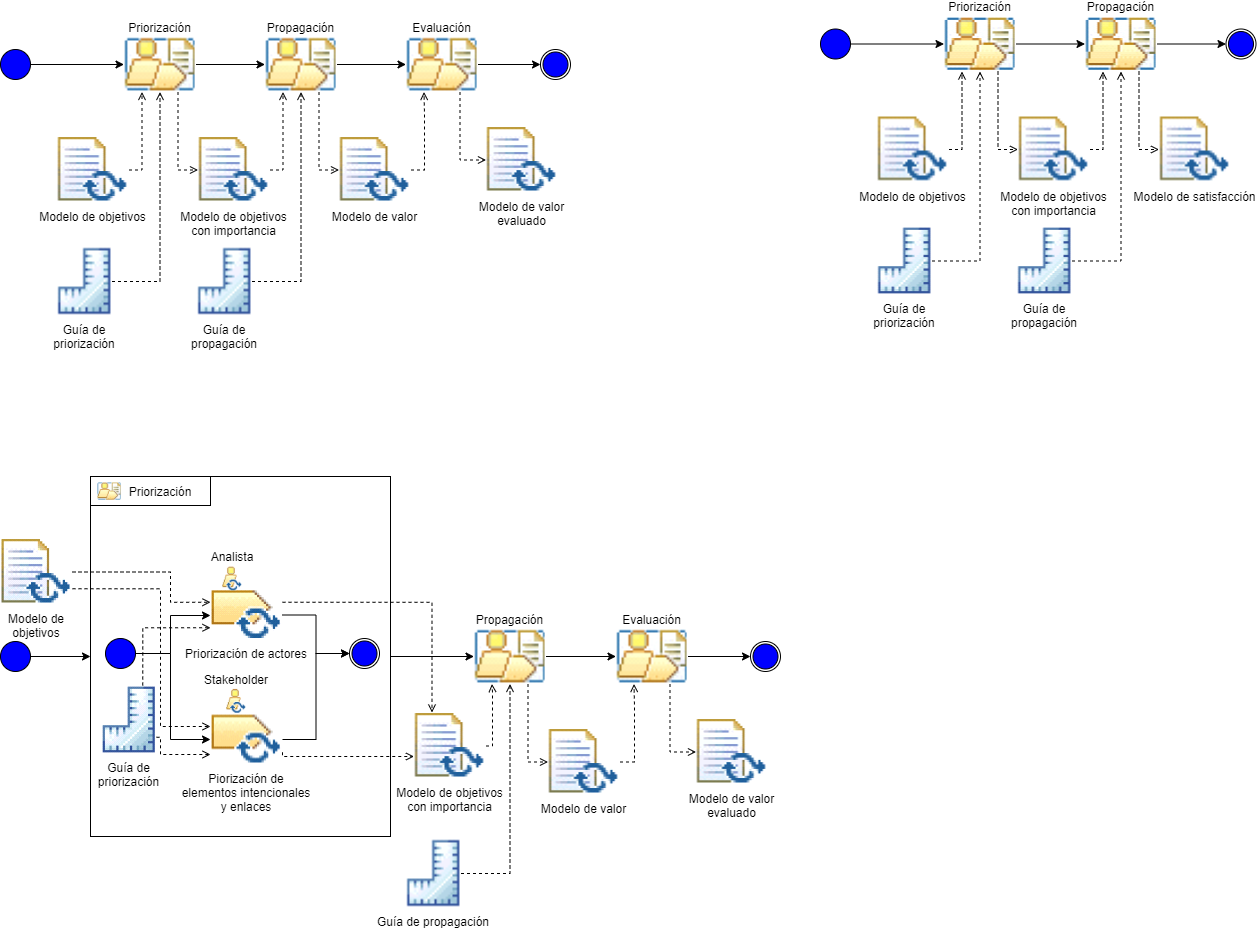 Priorización
Propagación
Evaluación
Modelo de objetivos
Modelo de objetivos
con importancia
Modelo de valor
Modelo de valor
evaluado
Guía de
priorización
Guía de
propagación
Priorización
Propagación
Modelo de objetivos
Modelo de objetivos
con importancia
Modelo de satisfacción
Guía de
priorización
Guía de
propagación
Priorización
Modelo de
objetivos
Analista
Priorización de actores
Stakeholder
Guía de
priorización
Piorización de
elementos intencionales
y enlaces
Propagación
Evaluación
Modelo de objetivos
con importancia
Modelo de valor
Modelo de valor
evaluado
Guía de propagación